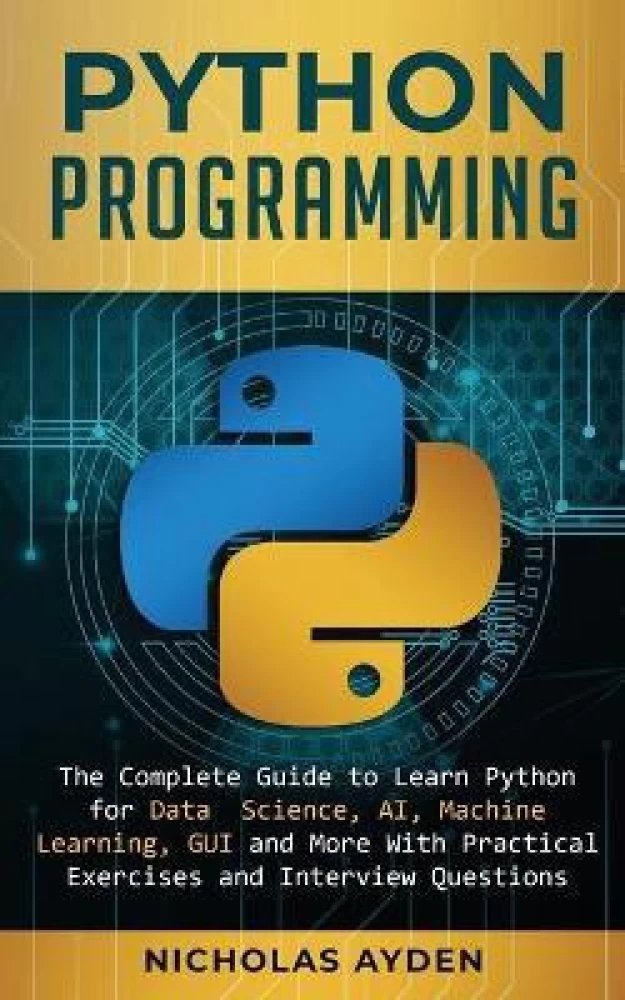 PYTHON
PROGRAMMING
The Complete Guide to Learn Python
for Data Science, AI, Machine
Learning, GUI and More With Practical
Exercises and Interview Questions
NICHOLAS AYDEN